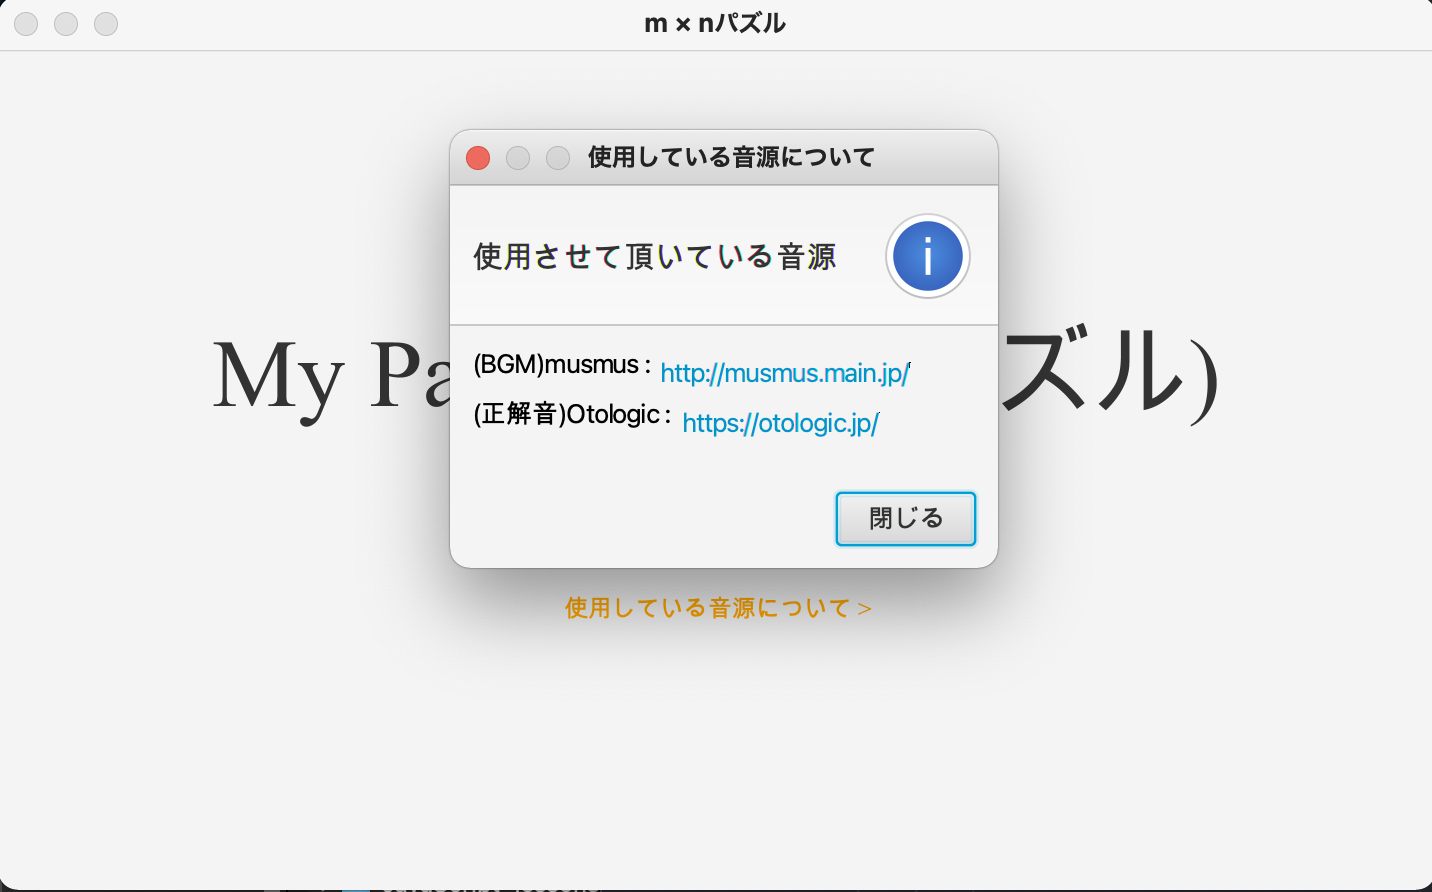 m × nパズル
使用している音源について
使用させて頂いている音源
My Pa
ズル)
(BGM)musmus : http://musmus.main.jp/
(正解音)Otologic : https://otologic.jp/
閉じる
使用している音源について >